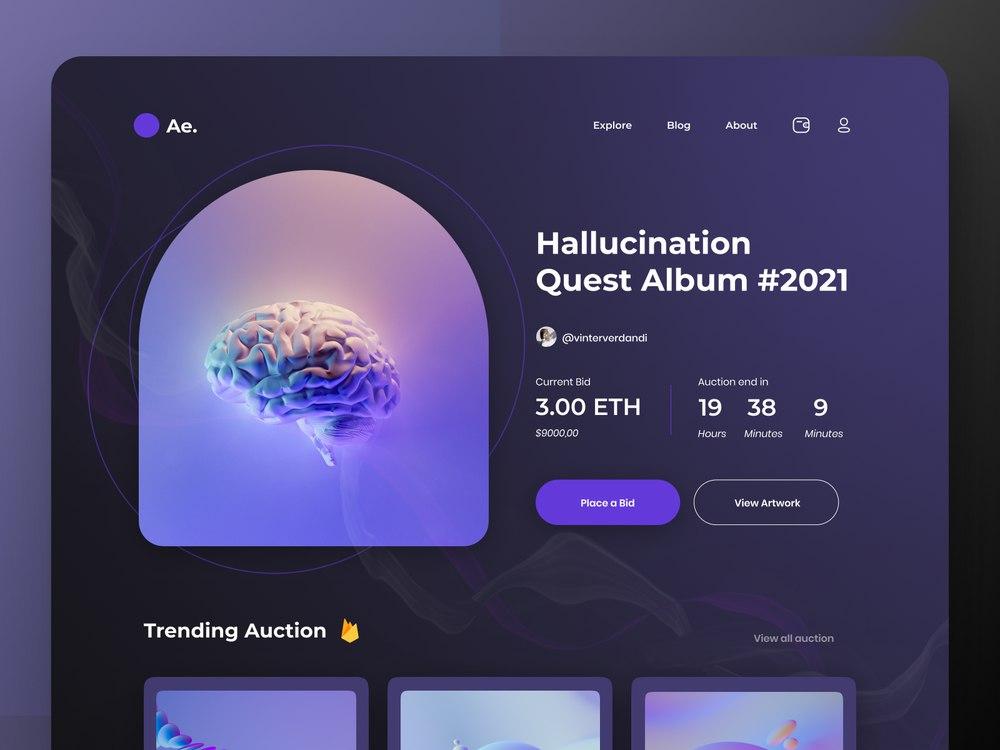 Ae.
Explore
Blog
About
Hallucination
Quest Album #2021
@vinterverdandi
Current Bid
3.00 ETH
$9000,00
Auction end in
19 38 9
Hours Minutes Minutes
Place a Bid
View Artwork
Trending Auction
View all auction